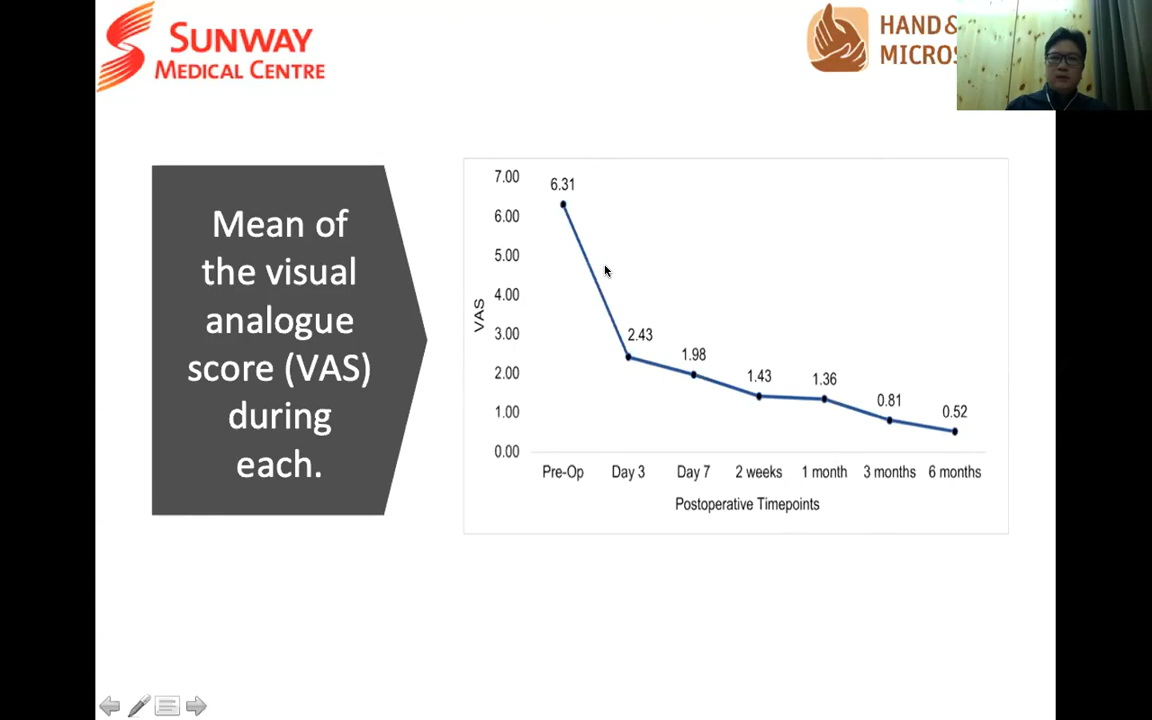 SUNWAY
MEDICAL CENTRE
HAND &
MICROS
Mean of
the visual
analogue
score (VAS)
during
each.
7.00
6.00
5.00
4.00
3.00
2.00
1.00
0.00
VAS
6.31
2.43
1.98
1.43
1.36
0.81
0.52
Pre-Op Day 3 Day 7 2 weeks 1 month 3 months 6 months
Postoperative Timepoints